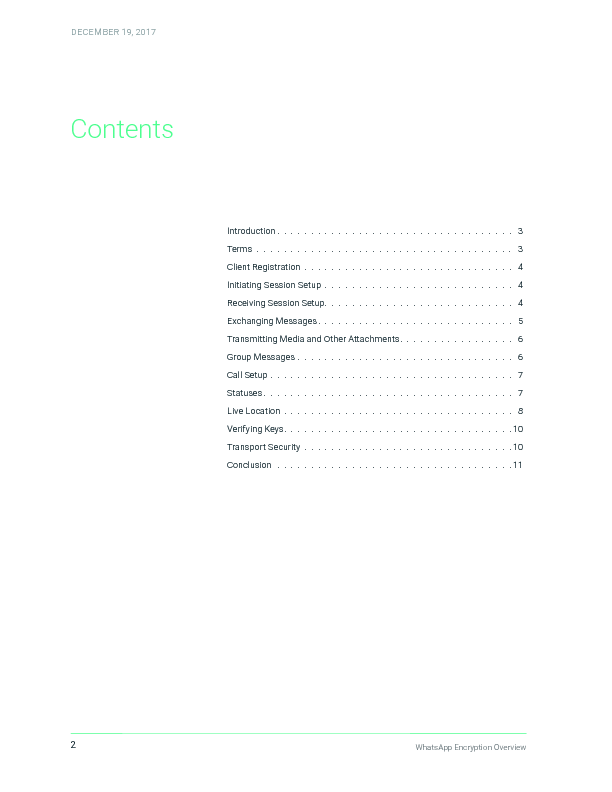 DECEMBER 19, 2017
Contents
Introduction . . . . . . . . . . . . . . . . . . . . . . . . . . . . . . . . . . . 3
Terms . . . . . . . . . . . . . . . . . . . . . . . . . . . . . . . . . . . . . . 3
Client Registration . . . . . . . . . . . . . . . . . . . . . . . . . . . . . . . 4
Initiating Session Setup . . . . . . . . . . . . . . . . . . . . . . . . . . . . 4
Receiving Session Setup. . . . . . . . . . . . . . . . . . . . . . . . . . . . 4
Exchanging Messages. . . . . . . . . . . . . . . . . . . . . . . . . . . . . 5
Transmitting Media and Other Attachments. . . . . . . . . . . . . . . . . 6
Group Messages . . . . . . . . . . . . . . . . . . . . . . . . . . . . . . . . 6
Call Setup . . . . . . . . . . . . . . . . . . . . . . . . . . . . . . . . . . . . 7
Statuses. . . . . . . . . . . . . . . . . . . . . . . . . . . . . . . . . . . . . 7
Live Location . . . . . . . . . . . . . . . . . . . . . . . . . . . . . . . . . . 8
Verifying Keys. . . . . . . . . . . . . . . . . . . . . . . . . . . . . . . . . .10
Transport Security . . . . . . . . . . . . . . . . . . . . . . . . . . . . . . .10
Conclusion . . . . . . . . . . . . . . . . . . . . . . . . . . . . . . . . . . .11
2
WhatsApp Encryption Overview